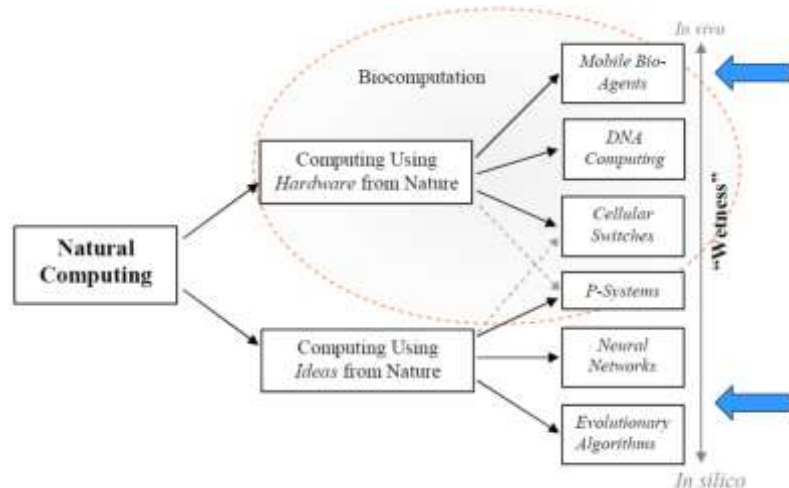 In vivo
Mobile Bio-
Agents
Biocomputation
DNA
Computing
Computing Using
Hardware from Nature
Cellular
Switches
"Wetness"
Natural
Computing
P-Systems
Computing Using
Ideas from Nature
Neural
Networks
Evolutionary
Algorithms
In silico